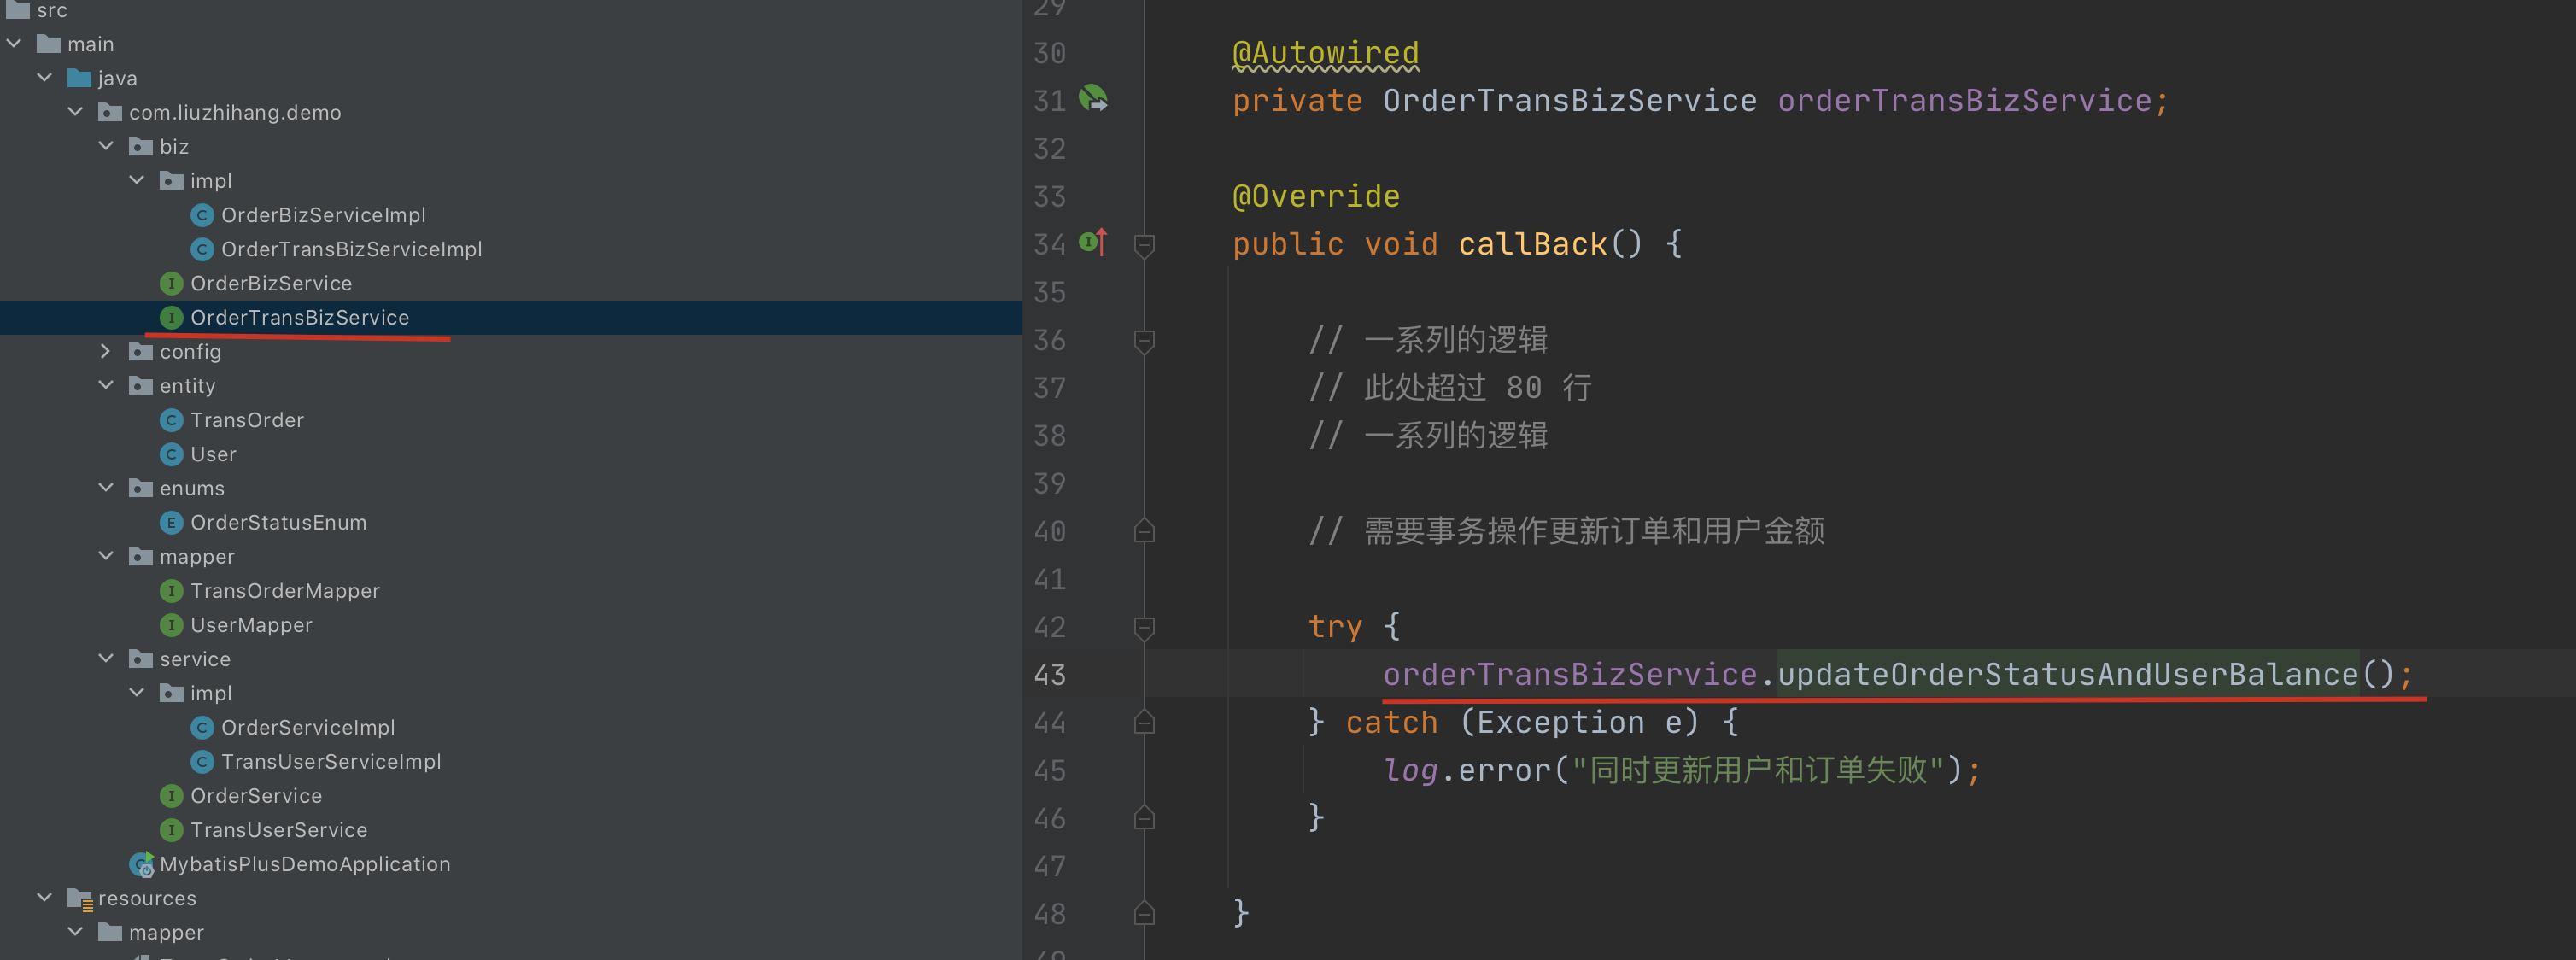 src
main
java
com.liuzhihang.demo
biz
impl
OrderBizServiceImpl
OrderTransBizServiceImpl
OrderBizService
OrderTransBizService
config
entity
TransOrder
User
enums
OrderStatusEnum
mapper
TransOrderMapper
UserMapper
service
impl
OrderServiceImpl
TransUserServiceImpl
OrderService
TransUserService
MybatisPlusDemoApplication
resources
mapper
29
30 @Autowired
31 private OrderTransBizService orderTransBizService;
32
33 @Override
34 public void callBack() {
35
36 // 一系列的逻辑
37 // 此处超过 80 行
38 // 一系列的逻辑
39
40 // 需要事务操作更新订单和用户金额
41
42 try {
43 orderTransBizService.updateOrderStatusAndUserBalance();
44 } catch (Exception e) {
45 log.error("同时更新用户和订单失败");
46 }
47
48 }